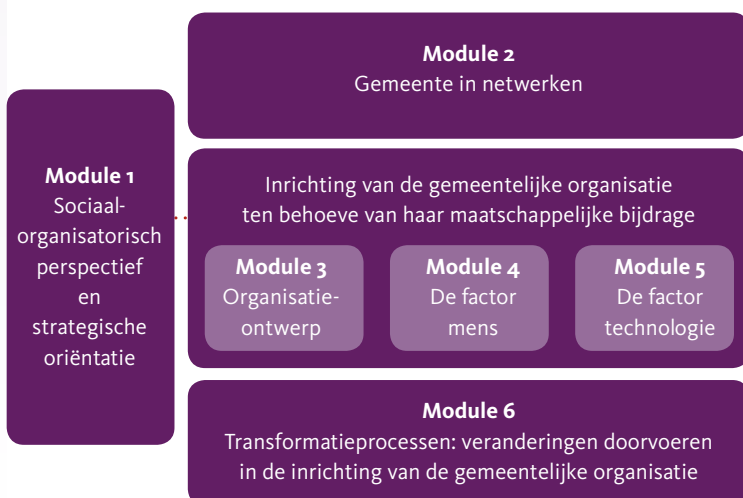 Module 1
Sociaal-
organisatorisch
perspectief
en
strategische
oriëntatie
Module 2
Gemeente in netwerken
Inrichting van de gemeentelijke organisatie
ten behoeve van haar maatschappelijke bijdrage
Module 3
Organisatie-
ontwerp
Module 4
De factor
mens
Module 5
De factor
technologie
Module 6
Transformatieprocessen: veranderingen doorvoeren
in de inrichting van de gemeentelijke organisatie